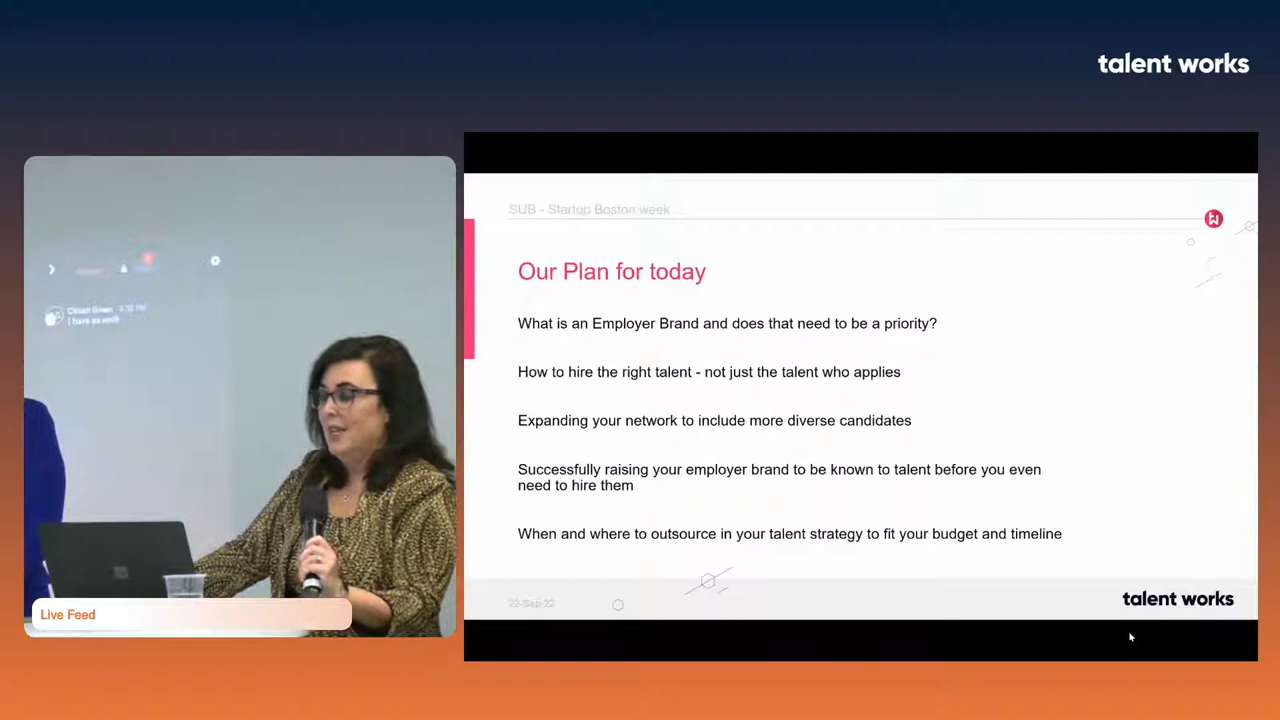 talent works
SUB - Startup Boston week
Our Plan for today
What is an Employer Brand and does that need to be a priority?
How to hire the right talent - not just the talent who applies
Expanding your network to include more diverse candidates
Successfully raising your employer brand to be known to talent before you even
need to hire them
When and where to outsource in your talent strategy to fit your budget and timeline
22-Sep-22
talent works
Live Feed